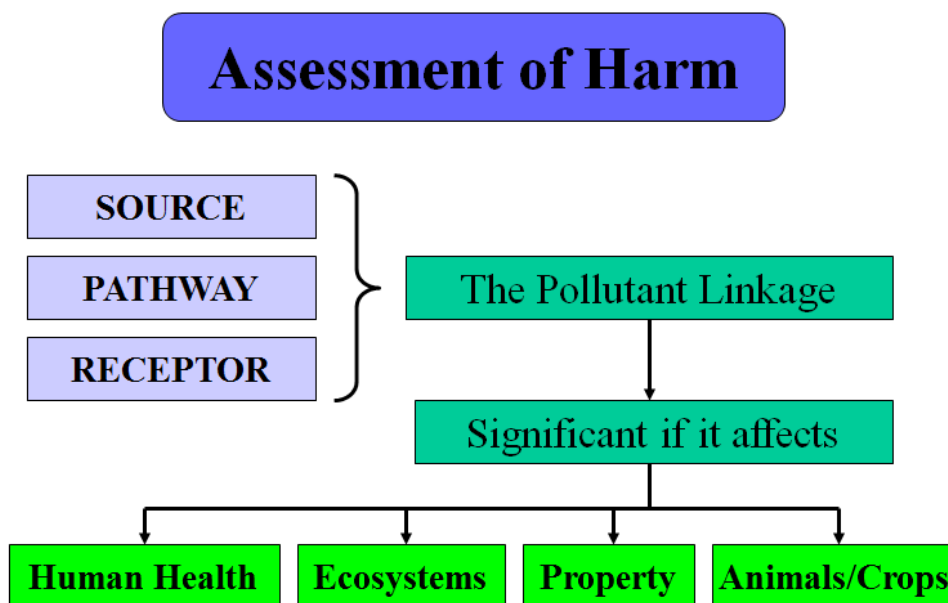 Assessment of Harm
SOURCE
PATHWAY
RECEPTOR
The Pollutant Linkage
Significant if it affects
Human Health
Ecosystems
Property
Animals/Crops